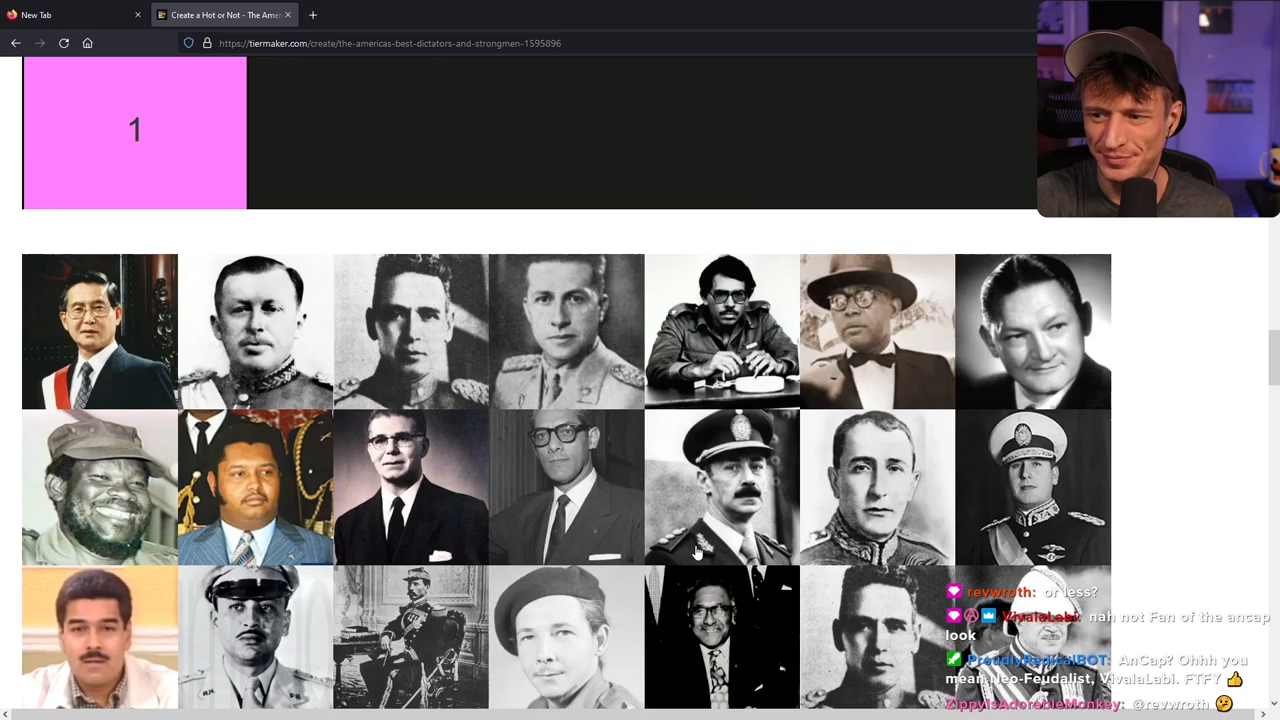 New Tab
Create a Hot or Not - The Amer
https://tiermaker.com/create/the-americas-best-dictators-and-strongmen-1595896
1
revwroth: or less?
VivalaLabi: nah not Fan of the ancap
look
ProudlyRadicalBOT: AnCap? Ohhh you
mean Neo-Feudalist, VivalaLabi. FTFY 👍
ZippyIsAdorableMonkey: @revwroth 🤔